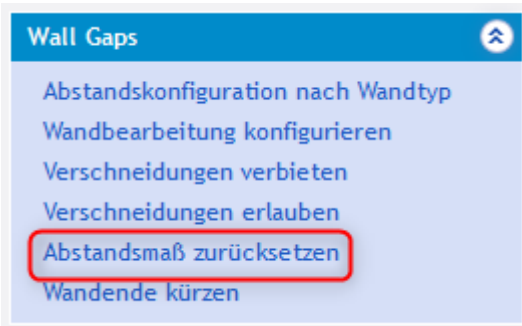 Wall Gaps
Abstandskonfiguration nach Wandtyp
Wandbearbeitung konfigurieren
Verschneidungen verbieten
Verschneidungen erlauben
Abstandsmaß zurücksetzen
Wandende kürzen